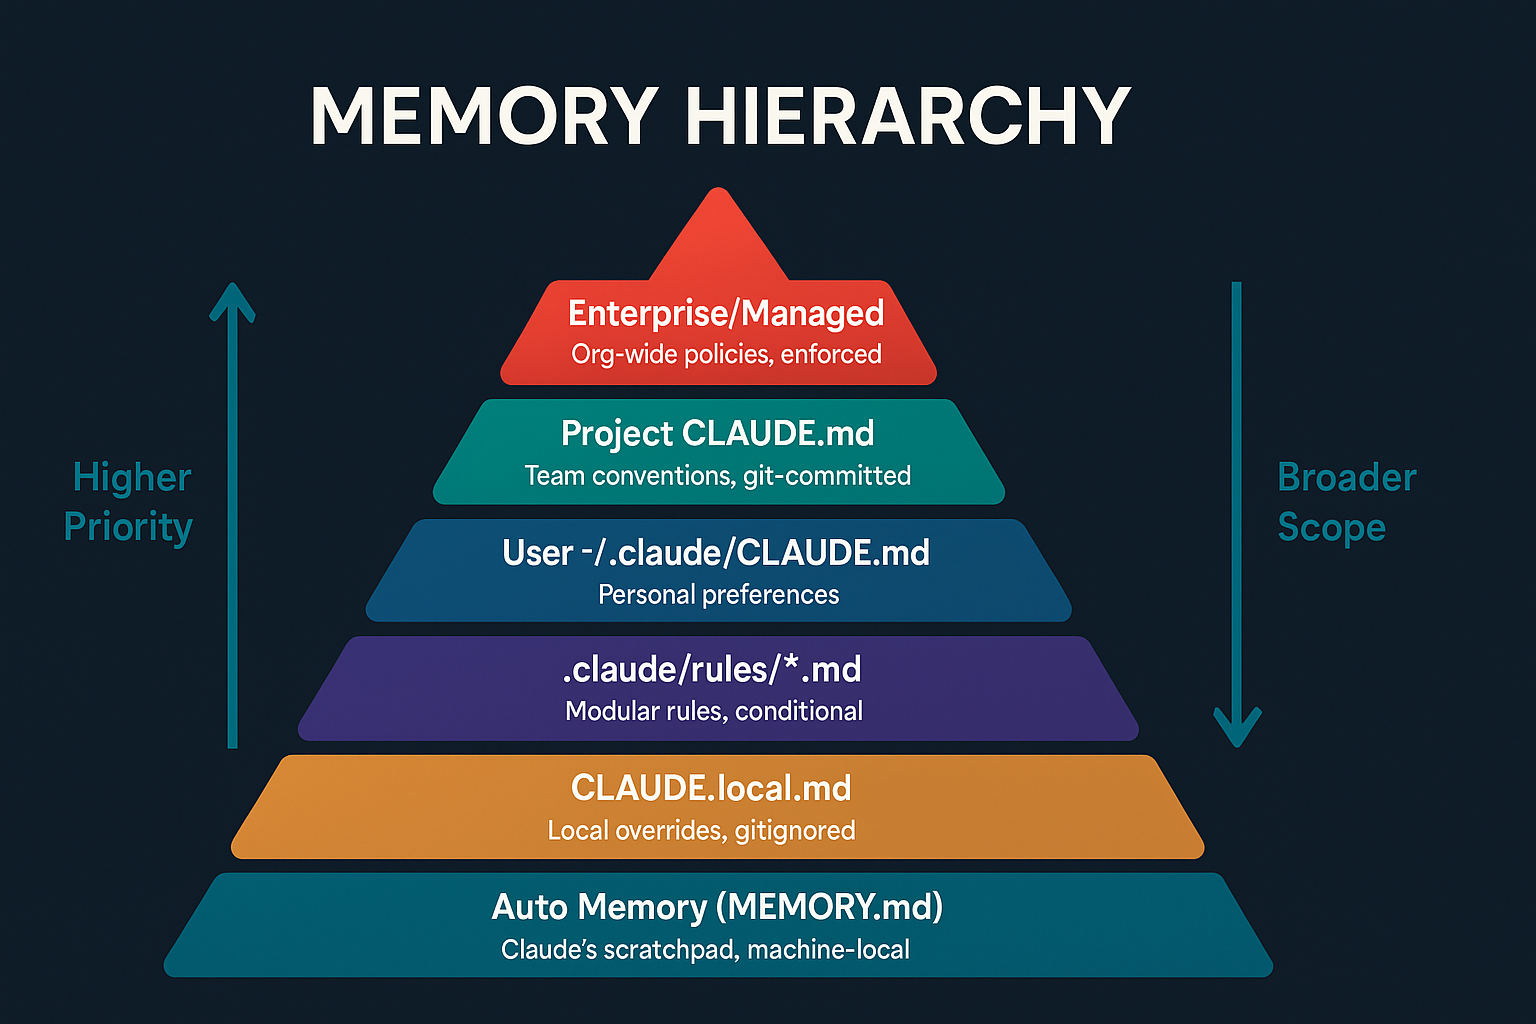 MEMORY HIERARCHY
Enterprise/Managed
Org-wide policies, enforced
Project CLAUDE.md
Team conventions, git-committed
Higher
Priority
Broader
Scope
User -/.claude/CLAUDE.md
Personal preferences
.claude/rules/*.md
Modular rules, conditional
CLAUDE.local.md
Local overrides, gitignored
Auto Memory (MEMORY.md)
Claude's scratchpad, machine-local